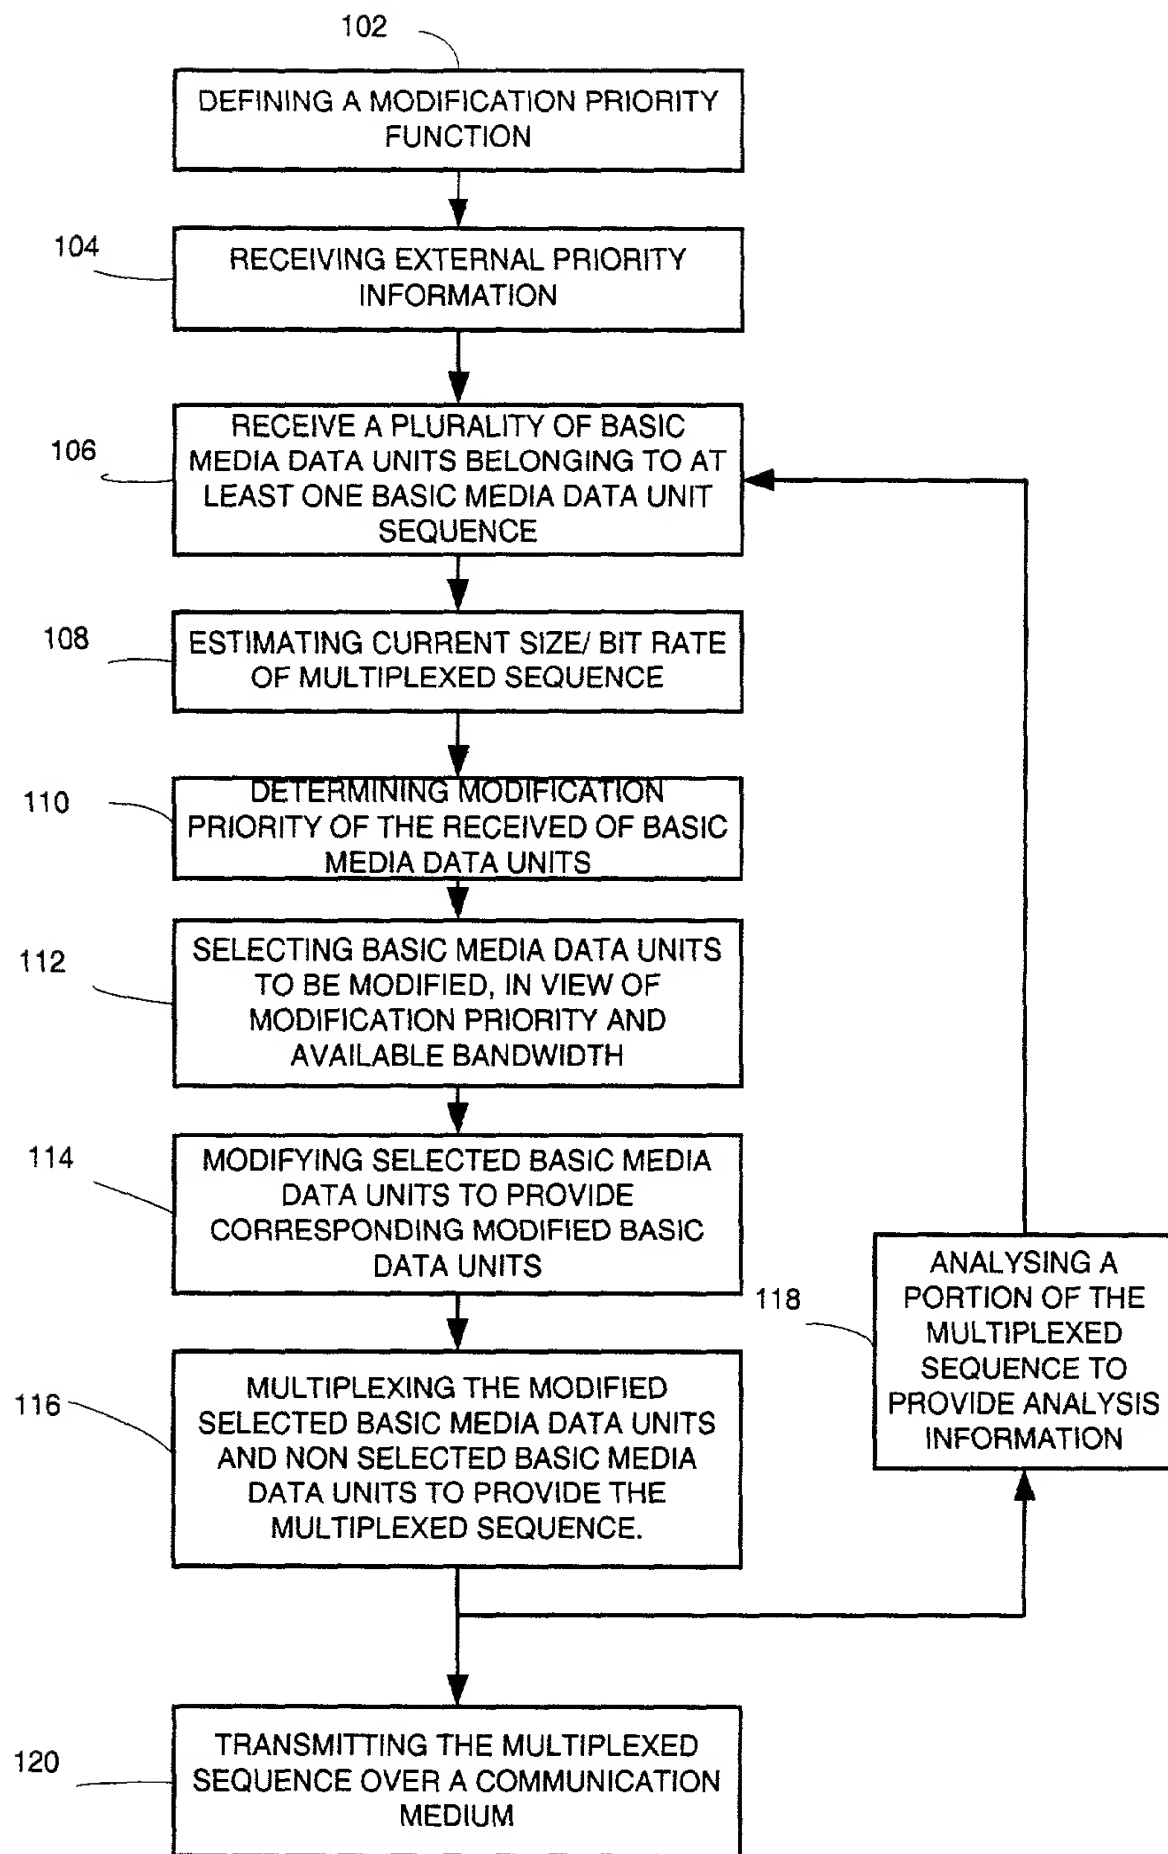 102
DEFINING A MODIFICATION PRIORITY
FUNCTION
104
RECEIVING EXTERNAL PRIORITY
INFORMATION
106
RECEIVE A PLURALITY OF BASIC
MEDIA DATA UNITS BELONGING TO AT
LEAST ONE BASIC MEDIA DATA UNIT
SEQUENCE
108
ESTIMATING CURRENT SIZE/ BIT RATE
OF MULTIPLEXED SEQUENCE
110
DETERMINING MODIFICATION
PRIORITY OF THE RECEIVED OF BASIC
MEDIA DATA UNITS
112
SELECTING BASIC MEDIA DATA UNITS
TO BE MODIFIED, IN VIEW OF
MODIFICATION PRIORITY AND
AVAILABLE BANDWIDTH
114
MODIFYING SELECTED BASIC MEDIA
DATA UNITS TO PROVIDE
CORRESPONDING MODIFIED BASIC
DATA UNITS
116
MULTIPLEXING THE MODIFIED
SELECTED BASIC MEDIA DATA UNITS
AND NON SELECTED BASIC MEDIA
DATA UNITS TO PROVIDE THE
MULTIPLEXED SEQUENCE.
118
ANALYSING A
PORTION OF THE
MULTIPLEXED
SEQUENCE TO
PROVIDE ANALYSIS
INFORMATION
120
TRANSMITTING THE MULTIPLEXED
SEQUENCE OVER A COMMUNICATION
MEDIUM